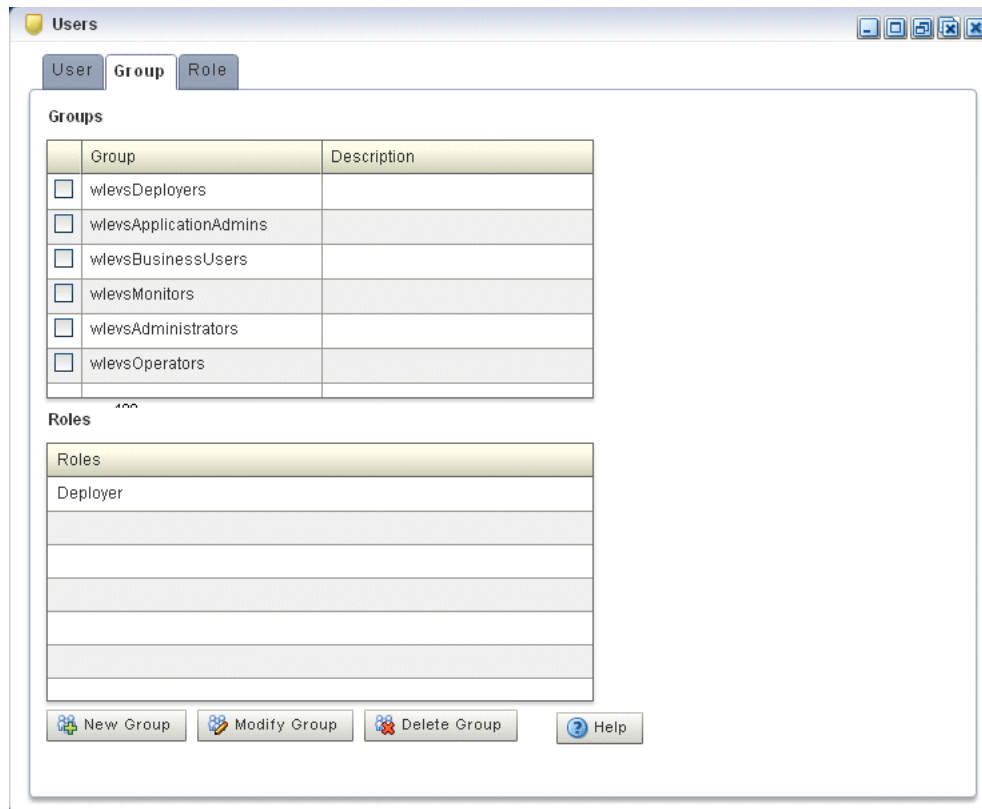 Users
User Group Role
Groups
Group Description
wlevsDeployers
wlevsApplicationAdmins
wlevsBusinessUsers
wlevsMonitors
wlevsAdministrators
wlevsOperators
Roles
Roles
Deployer
New Group Modify Group Delete Group Help